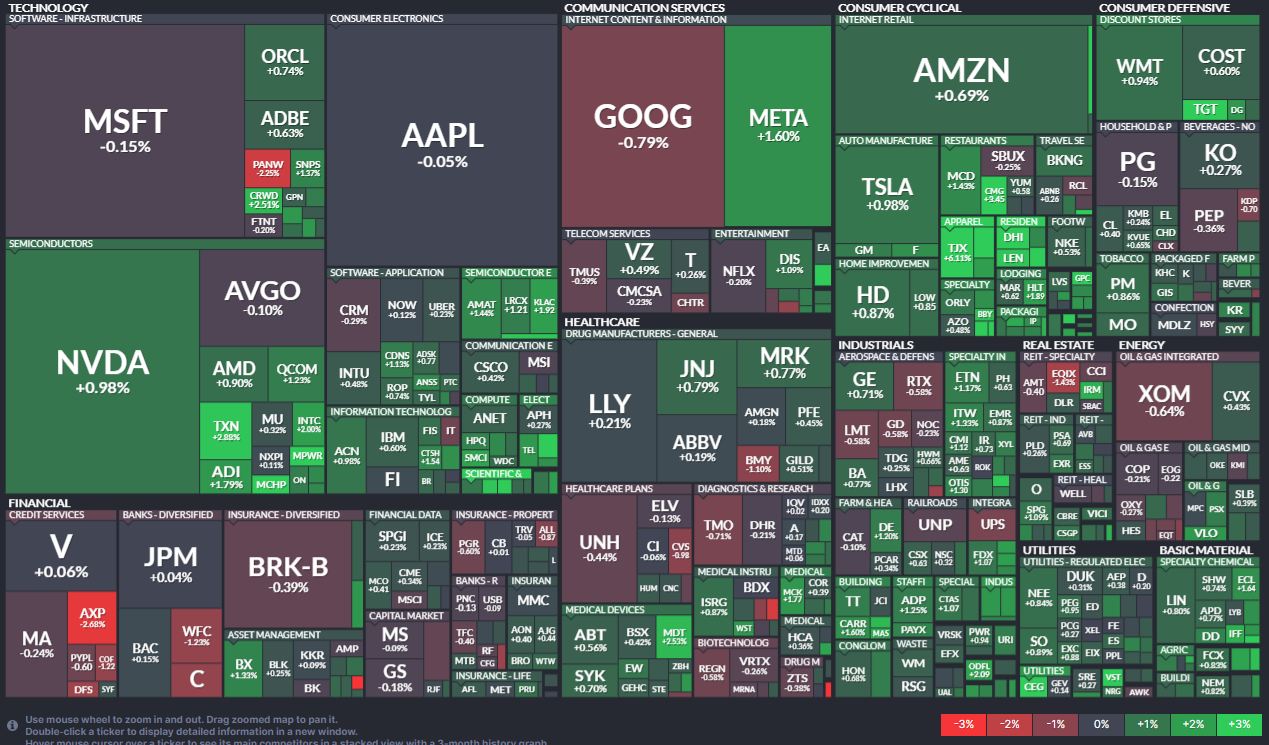 TECHNOLOGY
SOFTWARE - INFRASTRUCTURE
MSFT
-0.15%
ORCL
+0.74%
ADBE
+0.63%
PANW
-2.25%
SNPS
+1.37%
CRWD
+2.51%
GPN
FTNT
-0.20%
CONSUMER ELECTRONICS
AAPL
-0.05%
SEMICONDUCTORS
NVDA
+0.98%
AVGO
-0.10%
AMD
+0.90%
QCOM
+1.23%
TXN
+2.88%
MU
+0.32%
INTC
+2.00%
NXPI
+0.11%
MPWR
ADI
+1.79%
MCHP
ON
SOFTWARE - APPLICATION
CRM
-0.29%
NOW
+0.12%
UBER
+0.23%
INTU
+0.48%
CDNS
+1.13%
ADSK
+0.77
ROP
+0.74%
ANSS
PTC
TYL
SEMICONDUCTOR E
AMAT
+1.44%
LRCX
+1.21
KLAC
+1.92
COMMUNICATION E
CSCO
+0.42%
MSI
INFORMATION TECHNOLOG
ACN
+0.98%
IBM
+0.60%
FIS
IT
CTSH
+1.54
FI
BR
COMPUTE
ANET
HPQ
SMCI
WDC
ELECT
APH
+0.27%
TEL
SCIENTIFIC &
COMMUNICATION SERVICES
INTERNET CONTENT & INFORMATION
GOOG
-0.79%
META
+1.60%
TELECOM SERVICES
TMUS
-0.39%
VZ
+0.49%
T
+0.26%
CMCSA
-0.23%
CHTR
ENTERTAINMENT
NFLX
-0.20%
DIS
+1.09%
EA
CONSUMER CYCLICAL
INTERNET RETAIL
AMZN
+0.69%
AUTO MANUFACTURE
TSLA
+0.98%
GM
F
RESTAURANTS
MCD
+1.43%
SBUX
-0.25%
CMG
+3.45
YUM
+0.58
TRAVEL SE
BKNG
ABNB
+0.26
RCL
HOME IMPROVEMEN
HD
+0.87%
LOW
+0.85
APPAREL
TJX
+6.11%
RESIDEN
DHI
LEN
FOOTW
NKE
+0.53%
SPECIALTY
ORLY
AZO
+0.48%
BBY
LODGING
MAR
+0.62
HLT
+1.89
LVS
GPC
PACKAGI
IP
CONSUMER DEFENSIVE
DISCOUNT STORES
WMT
+0.94%
COST
+0.60%
TGT
DG
HOUSEHOLD & P
PG
-0.15%
CL
+0.40
KMB
+0.24%
KVUE
+0.65%
EL
CHD
CLX
BEVERAGES - NO
KO
+0.27%
PEP
-0.36%
KDP
-0.70
TOBACCO
PM
+0.86%
MO
PACKAGED F
KHC
K
GIS
FARM P
BEVER
CONFECTION
MDLZ
HSY
KR
SYY
HEALTHCARE
DRUG MANUFACTURERS - GENERAL
LLY
+0.21%
JNJ
+0.79%
MRK
+0.77%
ABBV
+0.19%
AMGN
+0.18%
PFE
+0.45%
BMY
-1.10%
GILD
+0.51%
HEALTHCARE PLANS
UNH
-0.44%
ELV
-0.13%
CI
-0.06%
CVS
-0.98
HUM
CNC
DIAGNOSTICS & RESEARCH
TMO
-0.71%
DHR
-0.21%
IQV
+0.02
IDXX
+0.20
A
+0.17
MTD
+0.06
MEDICAL DEVICES
ABT
+0.56%
BSX
+0.42%
MDT
+2.53%
SYK
+0.70%
EW
ZBH
GEHC
STE
MEDICAL INSTRU
ISRG
+0.87%
BDX
WST
MEDICAL
MCK
+1.77
COR
+0.39
MEDICAL
HCA
+0.36%
BIOTECHNOLOG
REGN
-0.58%
VRTX
-0.26%
MRNA
DRUG M
ZTS
-0.38%
FINANCIAL
CREDIT SERVICES
V
+0.06%
MA
-0.24%
AXP
-2.68%
PYPL
-0.60
COF
-1.22
DFS
SYF
BANKS - DIVERSIFIED
JPM
+0.04%
BAC
+0.15%
WFC
-1.23%
C
INSURANCE - DIVERSIFIED
BRK-B
-0.39%
ASSET MANAGEMENT
BX
+1.33%
BLK
+0.25%
KKR
+0.09%
AMP
BK
FINANCIAL DATA
SPGI
+0.23%
ICE
+0.23%
MCO
+0.41
CME
+0.34%
MSCI
CAPITAL MARKET
MS
-0.09%
GS
-0.18%
RJF
INSURANCE - PROPERT
PGR
-0.60%
CB
+0.01
TRV
-0.05
ALL
-0.87
L
BANKS - R
PNC
-0.13
USB
-0.09
TFC
-0.40
RF
MTB
CFG
INSURAN
MMC
AON
+0.40
AJG
+0.44
BRO
WTW
INSURANCE - LIFE
AFL
MET
PRU
INDUSTRIALS
AEROSPACE & DEFENS
GE
+0.71%
RTX
-0.58%
LMT
-0.58%
GD
-0.58%
NOC
-0.23%
BA
+0.77%
TDG
+0.25%
HWM
+0.66%
LHX
SPECIALTY IN
ETN
+1.17%
PH
+0.63
ITW
+1.33%
EMR
+0.87%
CMI
+1.12
IR
+0.73
XYL
AME
+0.63
ROK
OTIS
+1.30
FARM & HEA
CAT
-0.10%
DE
+1.20%
PCAR
+0.34%
RAILROADS
UNP
CSX
+0.63
NSC
+0.32
INTEGRA
UPS
FDX
+1.07
BUILDING
TT
JCI
CARR
+1.60%
MAS
STAFFI
ADP
+1.25%
PAYX
SPECIAL
CTAS
+1.07
INDUS
CONGLOM
HON
+0.68%
WASTE
WM
RSG
VRSK
PWR
+0.94
URI
EFX
ODFL
+2.09
UAL
REAL ESTATE
REIT - SPECIALTY
AMT
-0.40
EQIX
-1.43%
CCI
IRM
DLR
SBAC
REIT - IND
PLD
+0.26
PSA
+0.69
EXR
REIT -
AVB
ESS
O
SPG
+1.09%
REIT - HEAL
WELL
CBRE
VICI
CSGP
ENERGY
OIL & GAS INTEGRATED
XOM
-0.64%
CVX
+0.43%
OIL & GAS E
COP
-0.21%
EOG
-0.22
OXY
-0.27%
HES
EQT
OIL & GAS MID
OKE
KMI
OIL & G
MPC
PSX
VLO
SLB
+0.39%
UTILITIES
UTILITIES - REGULATED ELEC
NEE
+0.84%
DUK
+0.31%
AEP
+0.38
D
+0.20
SO
+0.89%
PEG
+0.95
ED
PCG
+0.27
XEL
FE
ES
EXC
+0.88
EIX
PPL
UTILITIES
CEG
GEV
+0.14
SRE
+0.27
VST
NRG
AWK
BASIC MATERIAL
SPECIALTY CHEMICAL
LIN
+0.80%
SHW
+0.74%
ECL
+1.64
APD
+0.77
LYB
DD
IFF
AGRIC
FCX
+0.83%
BUILDI
NEM
+0.82%
Use mouse wheel to zoom in and out. Drag zoomed map to pan it.
Double-click a ticker to display detailed information in a new window.
Hover mouse cursor over a ticker to see its main competitors in a stacked view with a 3-month history graph.
-3%
-2%
-1%
0%
+1%
+2%
+3%